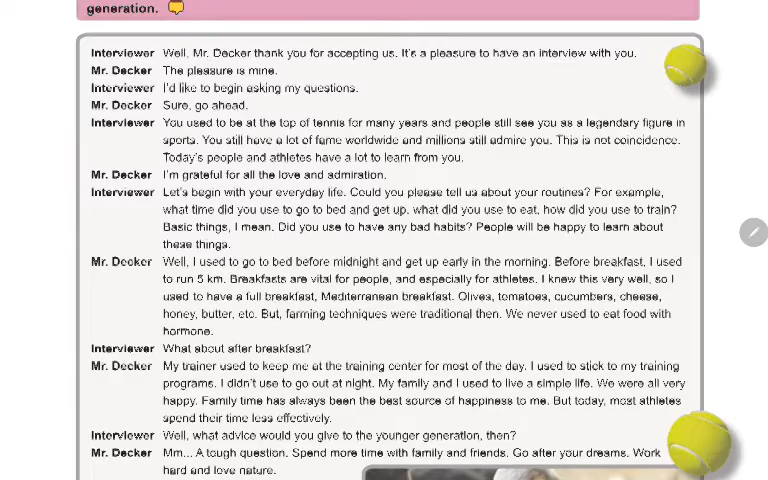 generation.
Interviewer Well, Mr. Decker thank you for accepting us. It's a pleasure to have an interview with you.
Mr. Decker The pleasure is mine.
Interviewer I'd like to begin asking my questions.
Mr. Decker Sure, go ahead.
Interviewer You used to be at the top of tennis for many years and people still see you as a legendary figure in
sports. You still have a lot of fame worldwide and millions still admire you. This is not coincidence.
Today's people and athletes have a lot to learn from you.
Mr. Decker I'm grateful for all the love and admiration.
Interviewer Let's begin with your everyday life. Could you please tell us about your routines? For example,
what time did you use to go to bed and get up, what did you use to eat, how did you use to train?
Basic things, I mean. Did you use to have any bad habits? People will be happy to learn about
these things.
Mr. Decker Well, I used to go to bed before midnight and get up early in the morning. Before breakfast, I used
to run 5 km. Breakfasts are vital for people, and especially for athletes. I knew this very well, so I
used to have a full breakfast, Mediterranean breakfast. Olives, tomatoes, cucumbers, cheese,
honey, butter, etc. But, farming techniques were traditional then. We never used to eat food with
hormone.
Interviewer What about after breakfast?
Mr. Decker My trainer used to keep me at the training center for most of the day. I used to stick to my training
programs. I didn't use to go out at night. My family and I used to live a simple life. We were all very
happy. Family time has always been the best source of happiness to me. But today, most athletes
spend their time less effectively.
Interviewer Well, what advice would you give to the younger generation, then?
Mr. Decker Mm... A tough question. Spend more time with family and friends. Go after your dreams. Work
hard and love nature.